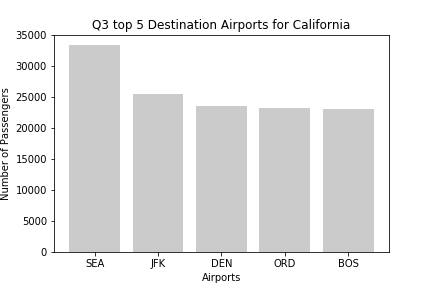 Q3 top 5 Destination Airports for California
Number of Passengers
35000
30000
25000
20000
15000
10000
5000
0
SEA JFK DEN ORD BOS
Airports